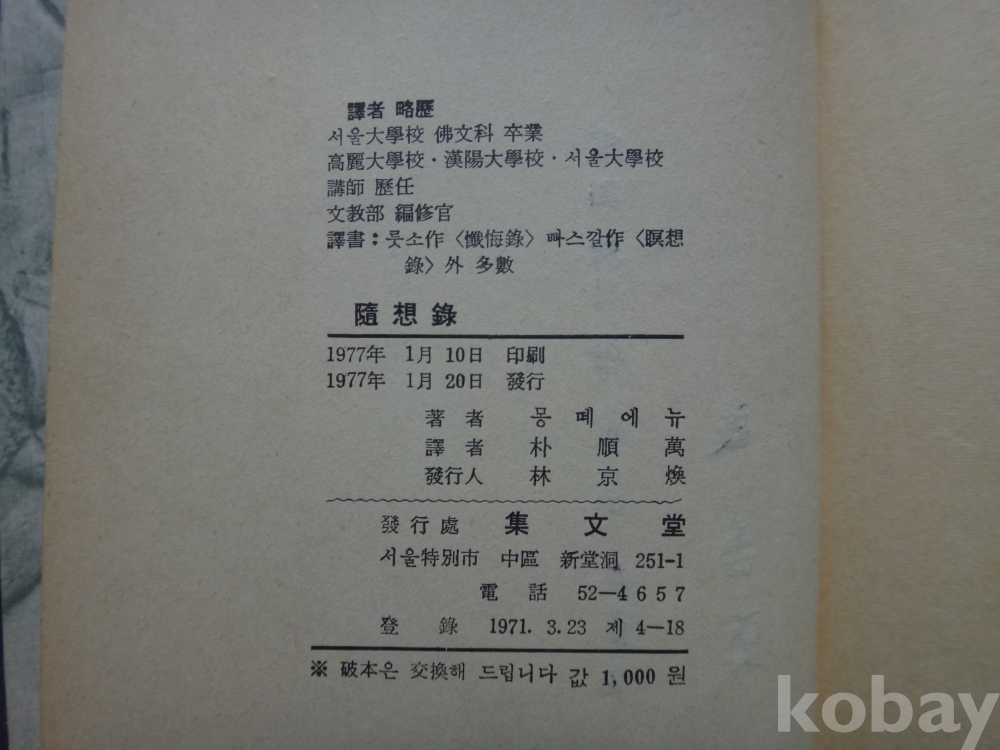 譯者 略歷
서울大學校 佛文科 卒業
高麗大學校·漢陽大學校·서울大學校
講師 歷任
文敎部 編修官
譯書: 룻소作〈懺悔錄〉빠스깔作〈瞑想
錄〉外 多數
隨想錄
1977年 1月 10日 印刷
1977年 1月 20日 發行
著者 몽떼에뉴
譯者 朴順萬
發行人 林京煥
發行處 集文堂
서울特別市 中區 新堂洞 251-1
電話 52-4657
登錄 1971. 3.23 제 4-18
※ 破本은 交換해 드립니다 값 1,000 원
kobay